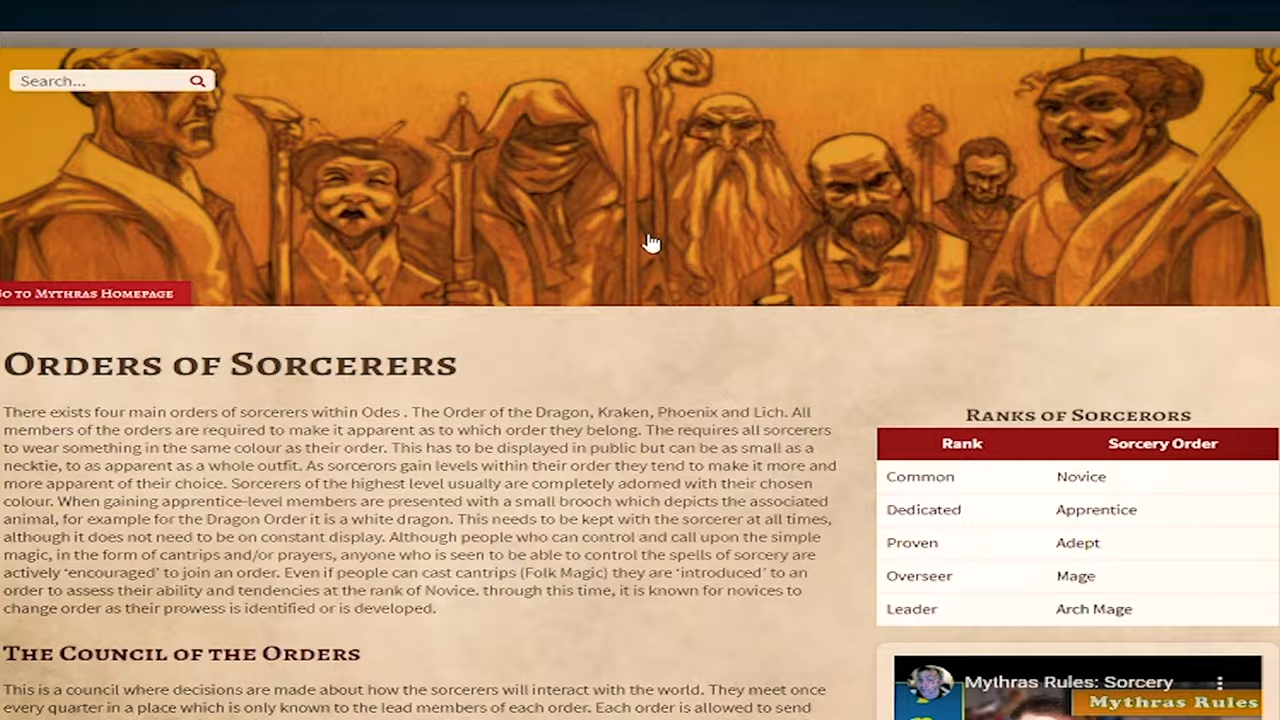 Search...
o to Mythras Homepage
Orders of Sorcerers
There exists four main orders of sorcerers within Odes . The Order of the Dragon, Kraken, Phoenix and Lich. All
members of the orders are required to make it apparent as to which order they belong. The requires all sorcerers
to wear something in the same colour as their order. This has to be displayed in public but can be as small as a
necktie, to as apparent as a whole outfit. As sorcerors gain levels within their order they tend to make it more and
more apparent of their choice. Sorcerers of the highest level usually are completely adorned with their chosen
colour. When gaining apprentice-level members are presented with a small brooch which depicts the associated
animal, for example for the Dragon Order it is a white dragon. This needs to be kept with the sorcerer at all times,
although it does not need to be on constant display. Although people who can control and call upon the simple
magic, in the form of cantrips and/or prayers, anyone who is seen to be able to control the spells of sorcery are
actively ‘encouraged’ to join an order. Even if people can cast cantrips (Folk Magic) they are ‘introduced’ to an
order to assess their ability and tendencies at the rank of Novice. through this time, it is known for novices to
change order as their prowess is identified or is developed.
The Council of the Orders
This is a council where decisions are made about how the sorcerers will interact with the world. They meet once
every quarter in a place which is only known to the lead members of each order. Each order is allowed to send
Ranks of Sorcerors
Rank Sorcery Order
Common Novice
Dedicated Apprentice
Proven Adept
Overseer Mage
Leader Arch Mage
Mythras Rules: Sorcery
Mythras Rules